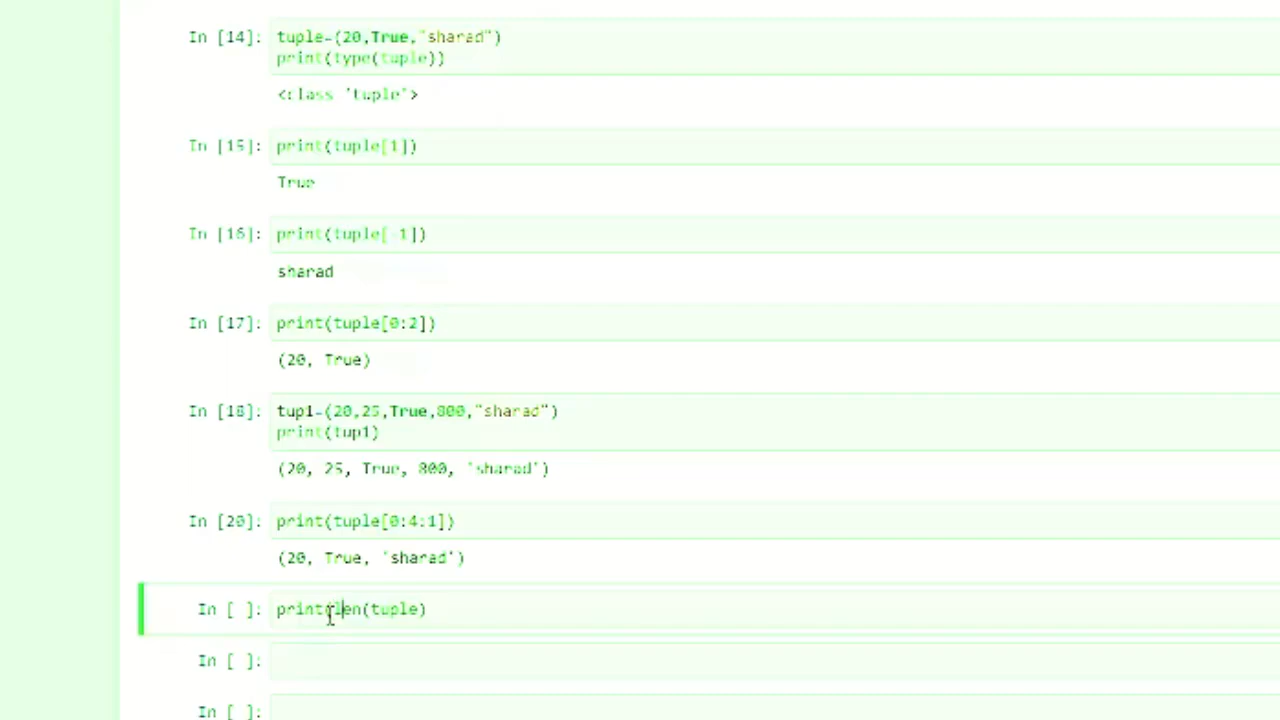 In [14]: tuple=(20,True,"sharad")
print(type(tuple))
<class 'tuple'>
In [15]: print(tuple[1])
True
In [16]: print(tuple[-1])
sharad
In [17]: print(tuple[0:2])
(20, True)
In [18]: tup1=(20,25,True,800,"sharad")
print(tup1)
(20, 25, True, 800, 'sharad')
In [20]: print(tuple[0:4:1])
(20, True, 'sharad')
In [ ]: print(len(tuple)
In [ ]:
In [ ]: